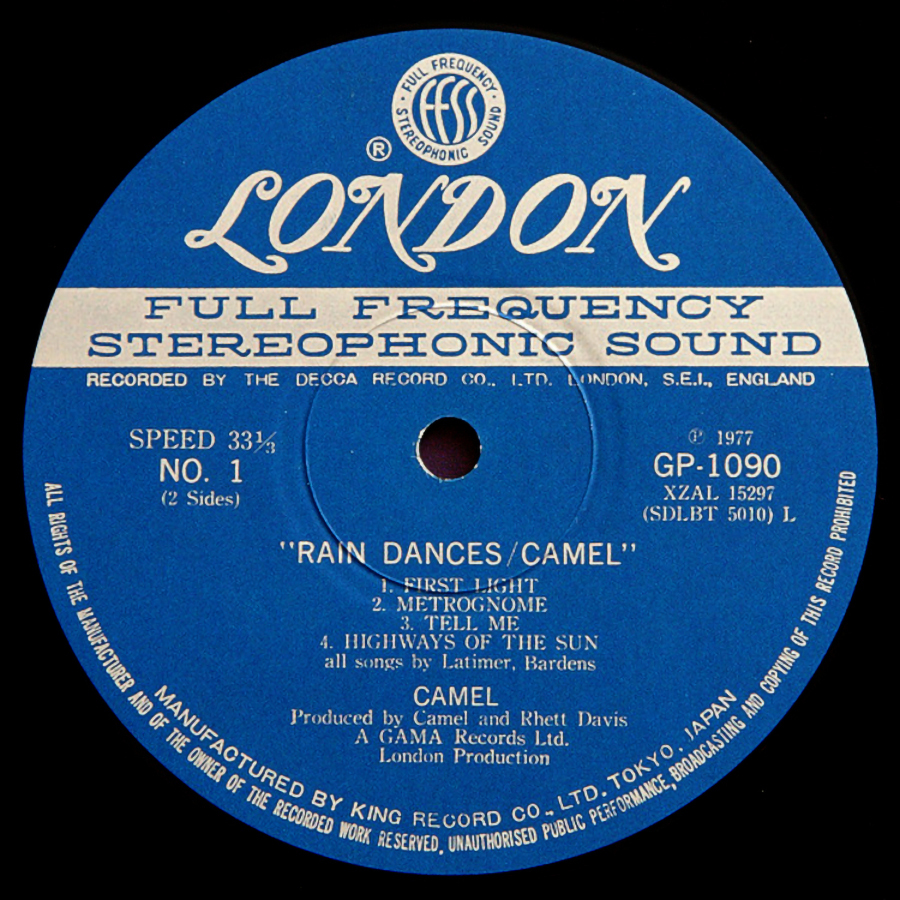 FULL FREQUENCY
ffss
STEREOPHONIC SOUND
®
LONDON
FULL FREQUENCY
STEREOPHONIC SOUND
RECORDED BY THE DECCA RECORD CO., LTD. LONDON, S.E.I., ENGLAND
SPEED 33⅓
NO. 1
(2 Sides)
℗ 1977
GP-1090
XZAL 15297
(SDLBT 5010) L
"RAIN DANCES/CAMEL"
1. FIRST LIGHT
2. METROGNOME
3. TELL ME
4. HIGHWAYS OF THE SUN
all songs by Latimer, Bardens
CAMEL
Produced by Camel and Rhett Davis
A GAMA Records Ltd.
London Production
MANUFACTURED BY KING RECORD CO., LTD. TOKYO. JAPAN
ALL RIGHTS OF THE MANUFACTURER AND OF THE OWNER OF THE RECORDED WORK RESERVED, UNAUTHORISED PUBLIC PERFORMANCE, BROADCASTING AND COPYING OF THIS RECORD PROHIBITED